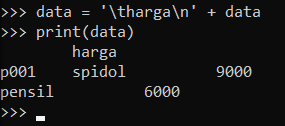 >>> data = '\tharga\n' + data
>>> print(data)
        harga
p001    spidol          9000
pensil          6000
>>>